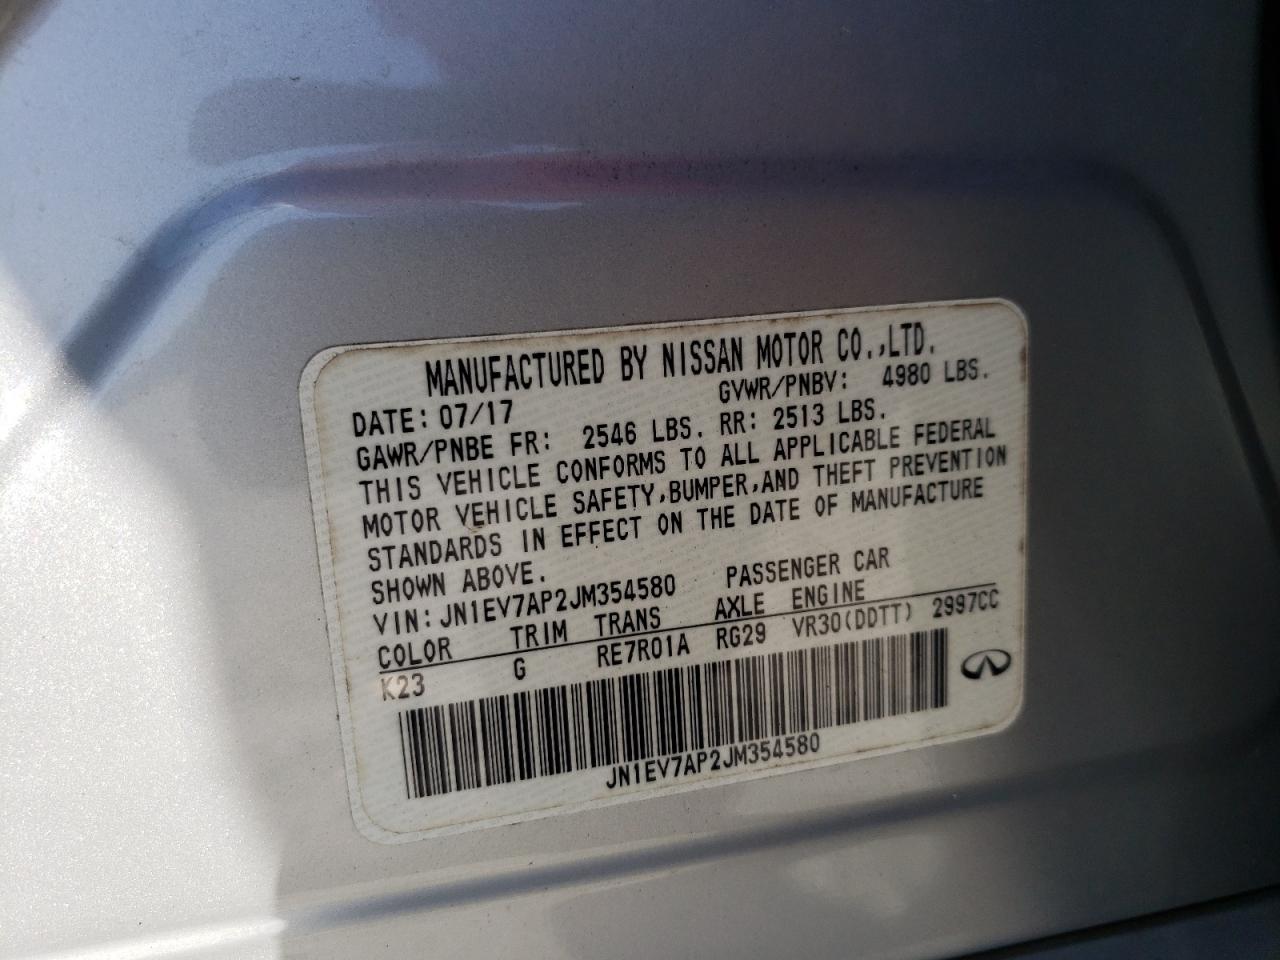 MANUFACTURED BY NISSAN MOTOR CO.,LTD.
DATE: 07/17 GVWR/PNBV: 4980 LBS.
GAWR/PNBE FR: 2546 LBS. RR: 2513 LBS.
THIS VEHICLE CONFORMS TO ALL APPLICABLE FEDERAL
MOTOR VEHICLE SAFETY,BUMPER,AND THEFT PREVENTION
STANDARDS IN EFFECT ON THE DATE OF MANUFACTURE
SHOWN ABOVE.
VIN:JN1EV7AP2JM354580 PASSENGER CAR
COLOR TRIM TRANS AXLE ENGINE
K23 G RE7R01A RG29 VR30(DDTT) 2997CC
JN1EV7AP2JM354580